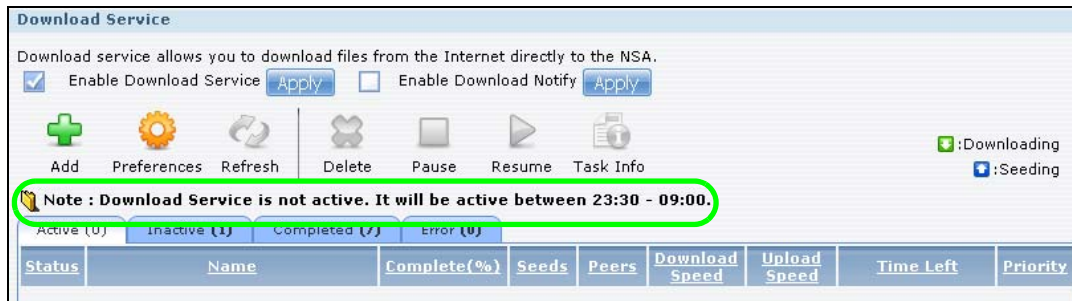 Download Service
Download service allows you to download files from the Internet directly to the NSA.
Enable Download Service Apply Enable Download Notify Apply
Add Preferences Refresh Delete Pause Resume Task Info
:Downloading
:Seeding
Note : Download Service is not active. It will be active between 23:30 - 09:00.
Active (0) Inactive (1) Completed (7) Error (0)
Status Name Complete(%) Seeds Peers Download Speed Upload Speed Time Left Priority